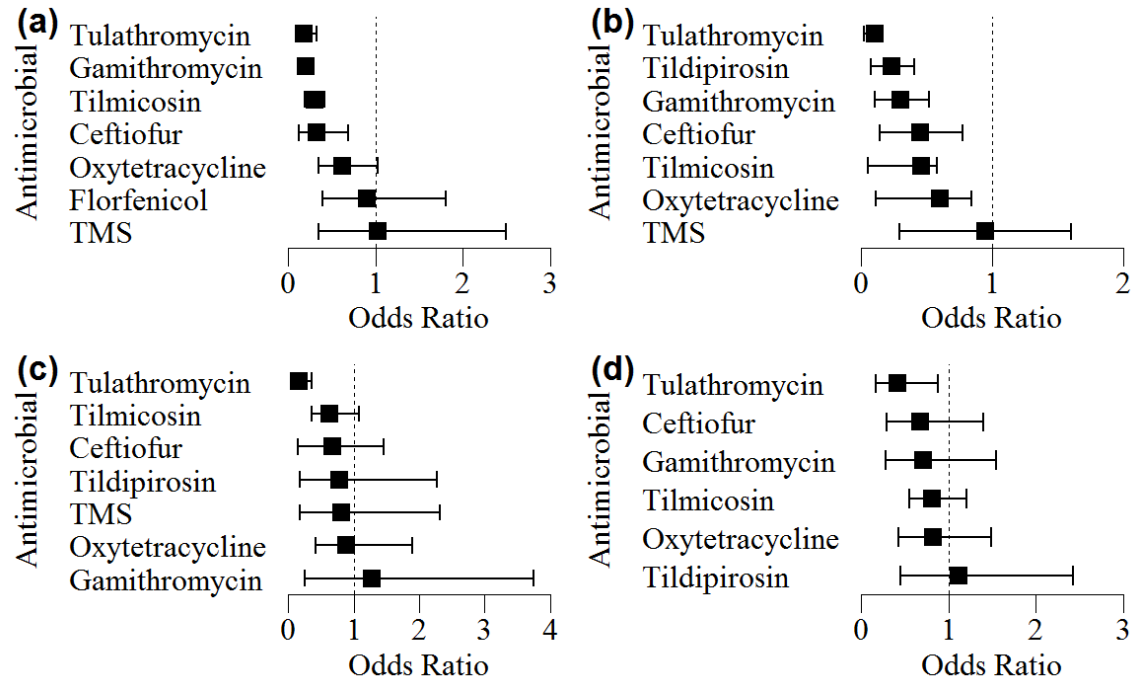 (a)
Antimicrobial
Tulathromycin
Gamithromycin
Tilmicosin
Ceftiofur
Oxytetracycline
Florfenicol
TMS
0 1 2 3
Odds Ratio
(b)
Antimicrobial
Tulathromycin
Tildipirosin
Gamithromycin
Ceftiofur
Tilmicosin
Oxytetracycline
TMS
0 1 2
Odds Ratio
(c)
Antimicrobial
Tulathromycin
Tilmicosin
Ceftiofur
Tildipirosin
TMS
Oxytetracycline
Gamithromycin
0 1 2 3 4
Odds Ratio
(d)
Antimicrobial
Tulathromycin
Ceftiofur
Gamithromycin
Tilmicosin
Oxytetracycline
Tildipirosin
0 1 2 3
Odds Ratio